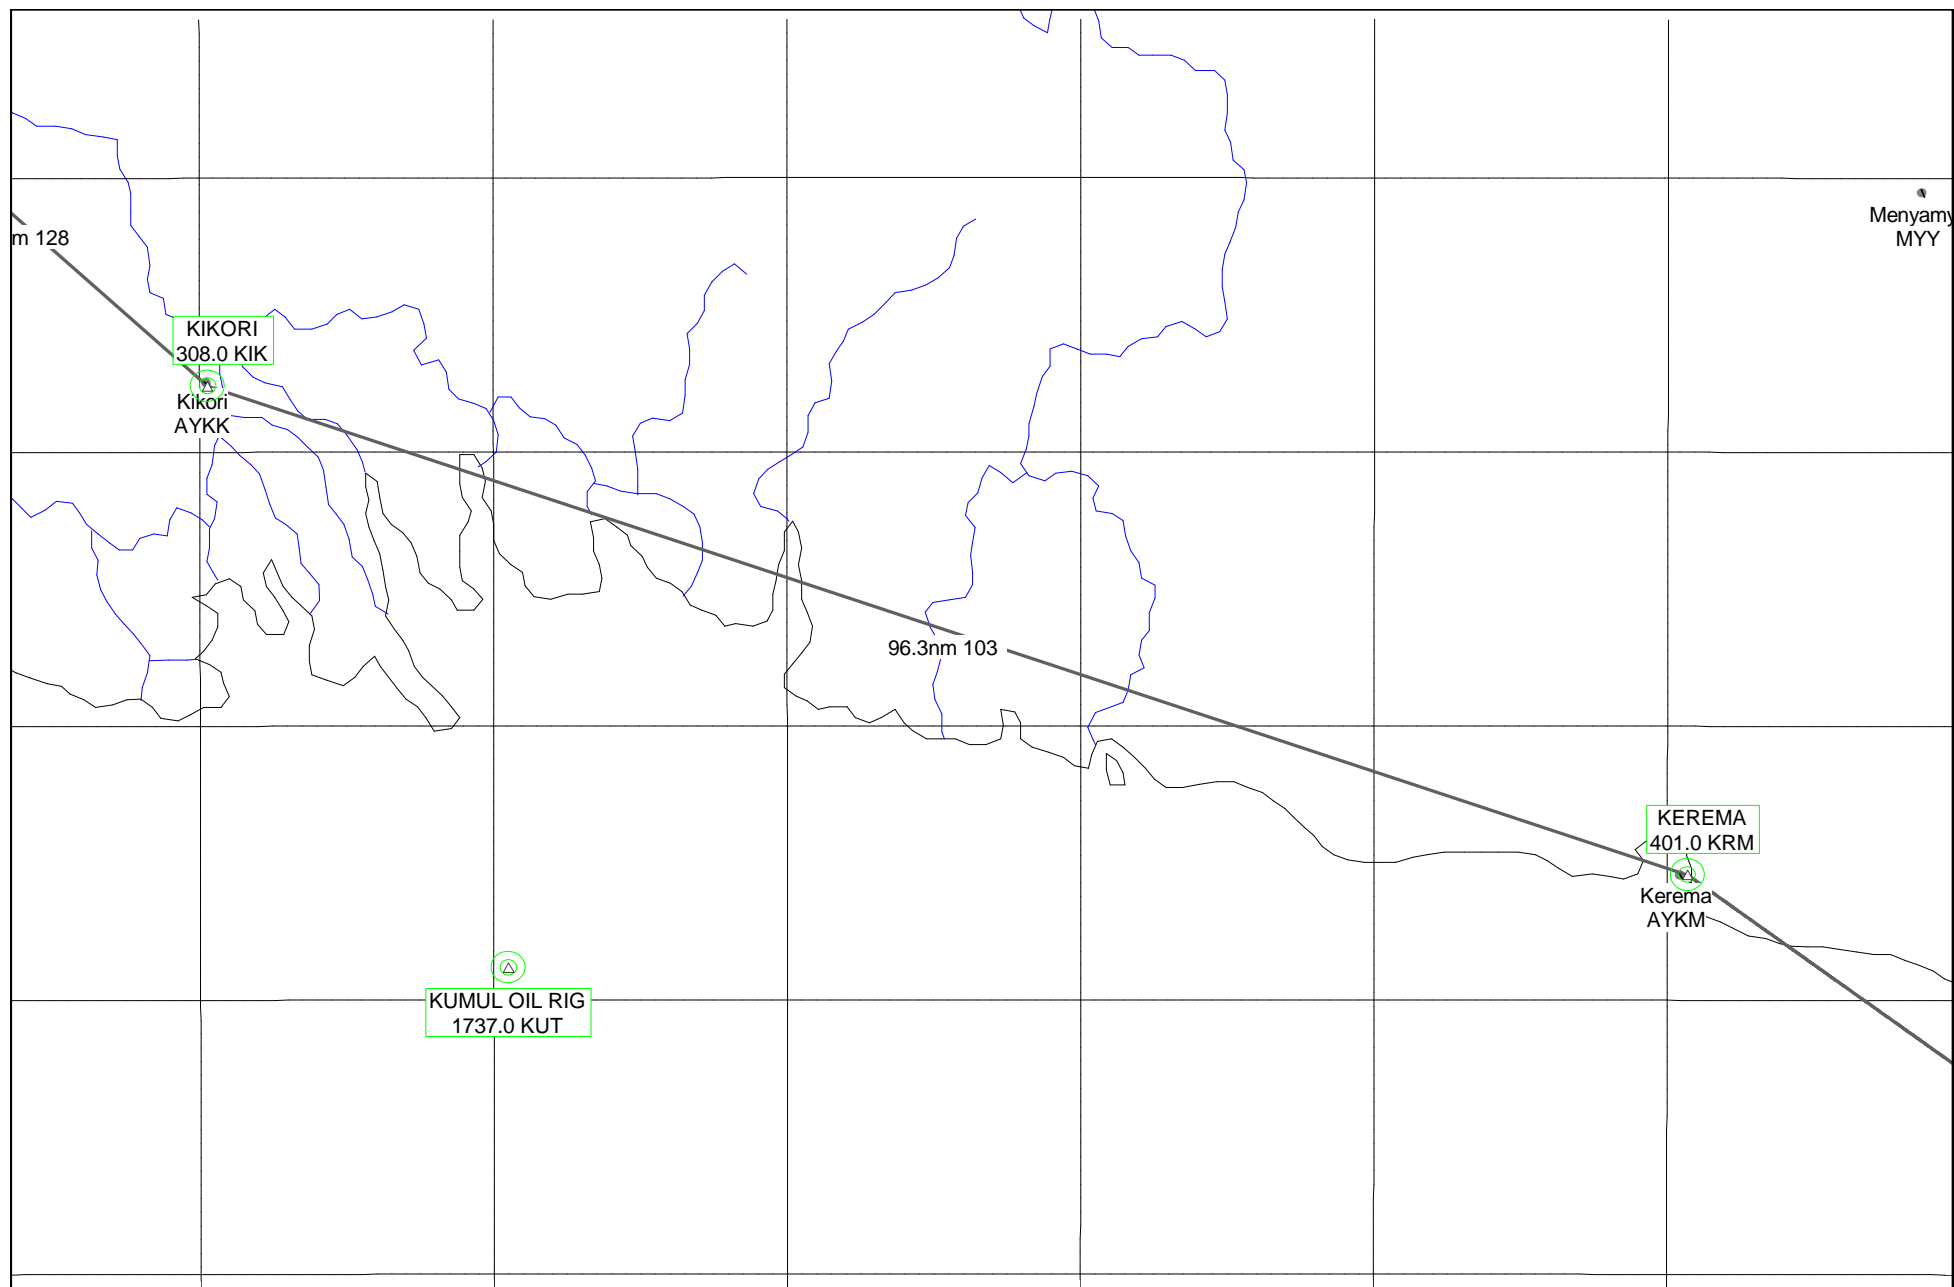 Menyamy
MYY
m 128
KIKORI
308.0 KIK
Kikori
AYKK
96.3nm 103
KEREMA
401.0 KRM
Kerema
AYKM
KUMUL OIL RIG
1737.0 KUT